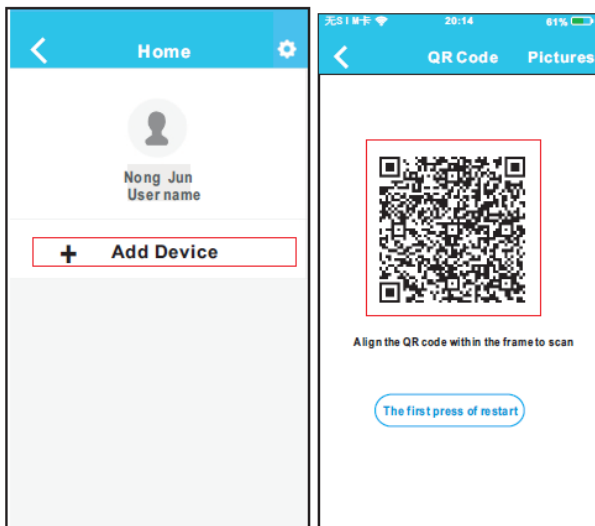 Home
Nong Jun
User name
+ Add Device
无SIM卡 20:14 61%
QR Code Pictures
Align the QR code within the frame to scan
The first press of restart